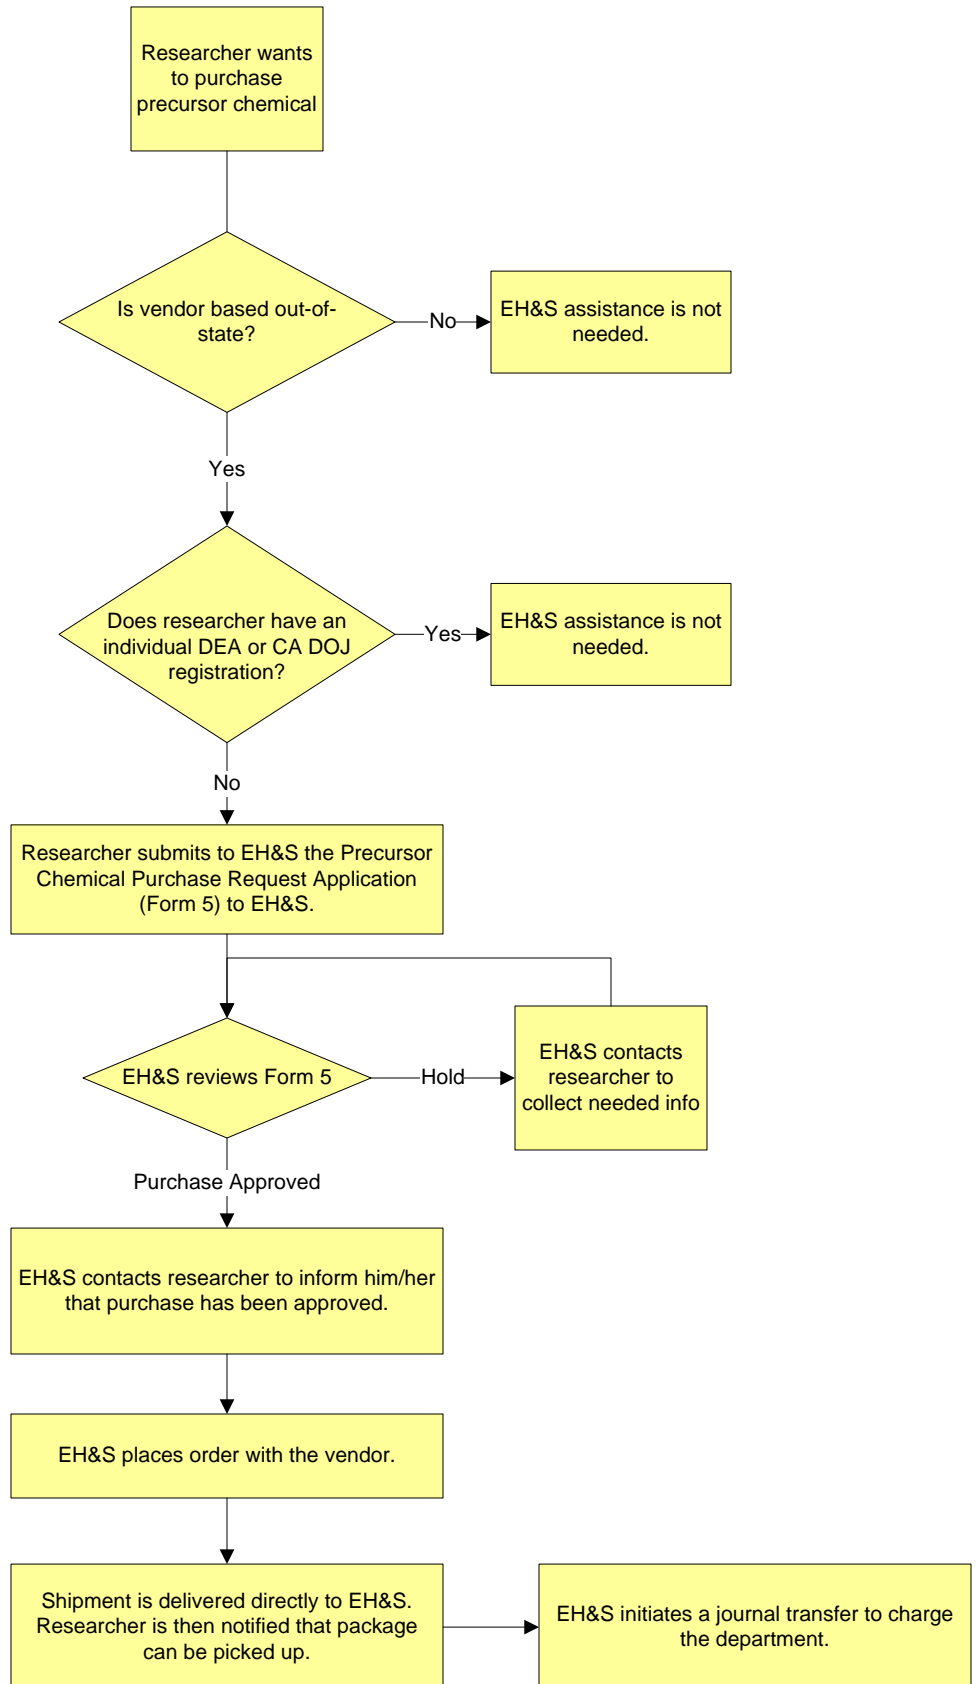 Researcher wants
to purchase
precursor chemical
Is vendor based out-of-
state?
No
EH&S assistance is not
needed.
Yes
Does researcher have an
individual DEA or CA DOJ
registration?
Yes
EH&S assistance is not
needed.
No
Researcher submits to EH&S the Precursor
Chemical Purchase Request Application
(Form 5) to EH&S.
EH&S reviews Form 5
Hold
EH&S contacts
researcher to
collect needed info
Purchase Approved
EH&S contacts researcher to inform him/her
that purchase has been approved.
EH&S places order with the vendor.
Shipment is delivered directly to EH&S.
Researcher is then notified that package
can be picked up.
EH&S initiates a journal transfer to charge
the department.